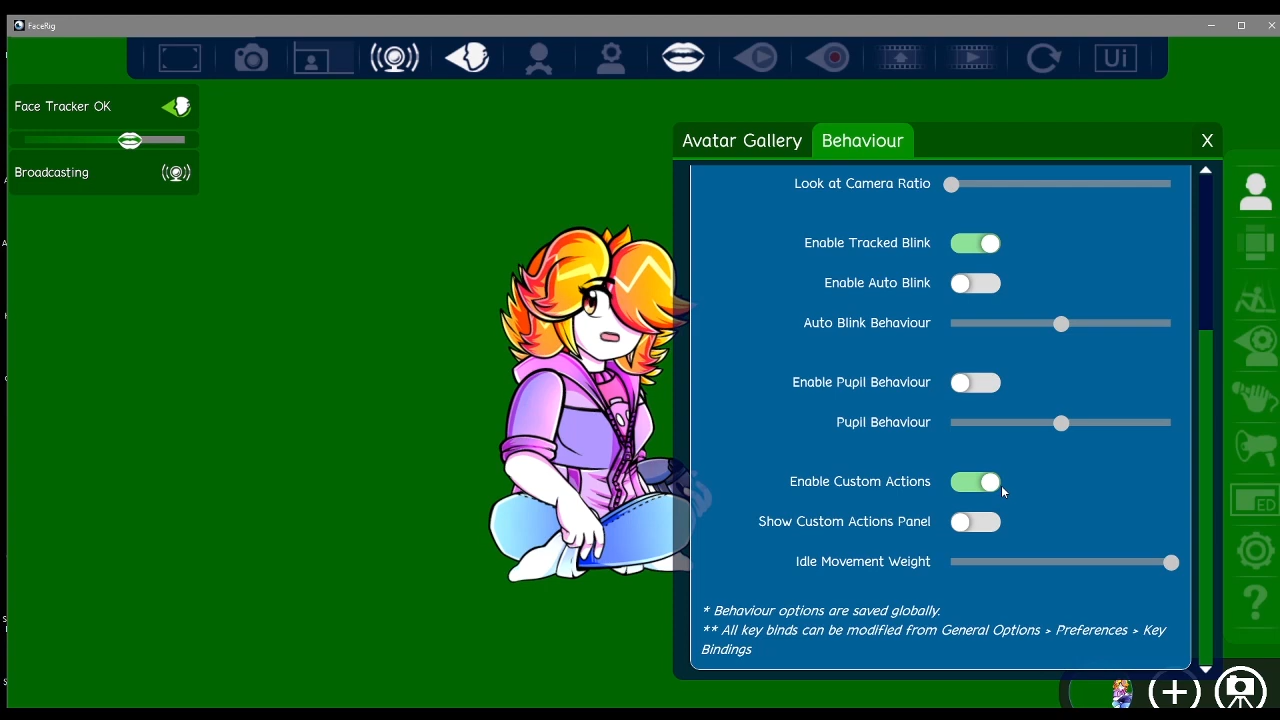 FaceRig
Ui
Face Tracker OK
Broadcasting
Avatar Gallery
Behaviour
X
Look at Camera Ratio
Enable Tracked Blink
Enable Auto Blink
Auto Blink Behaviour
Enable Pupil Behaviour
Pupil Behaviour
Enable Custom Actions
Show Custom Actions Panel
Idle Movement Weight
* Behaviour options are saved globally.
** All key binds can be modified from General Options > Preferences > Key
Bindings
ED
?